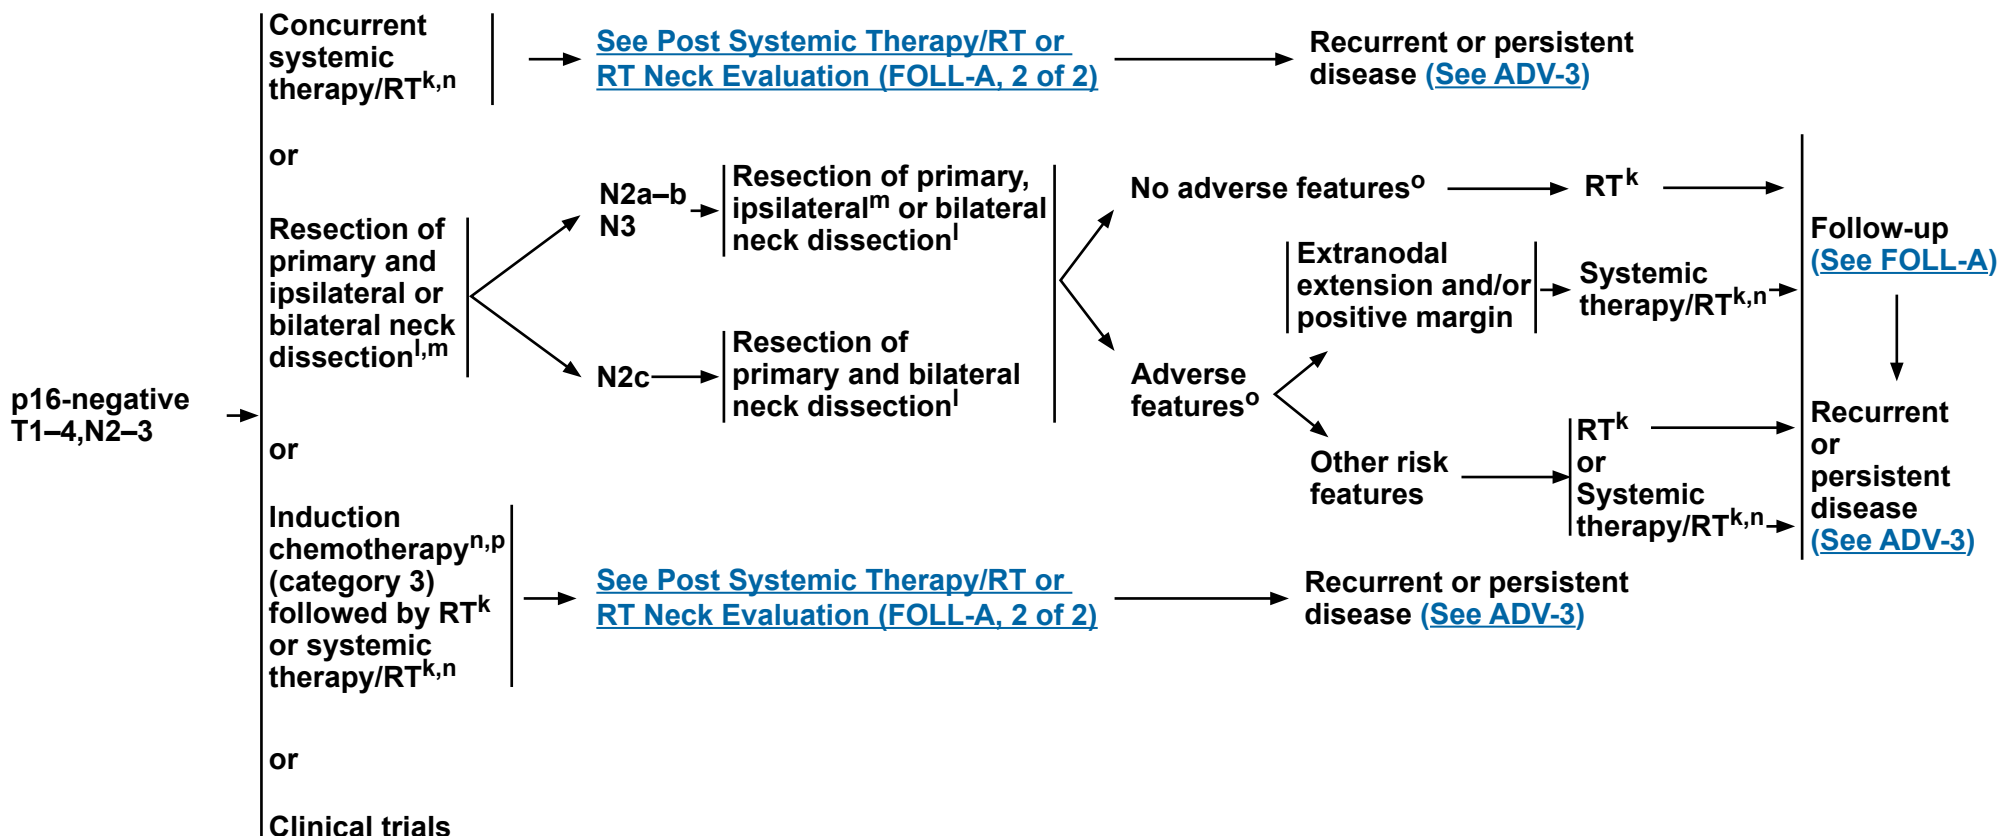 p16-negative
T1–4,N2–3
Concurrent
systemic
therapy/RTk,n
See Post Systemic Therapy/RT or
RT Neck Evaluation (FOLL-A, 2 of 2)
Recurrent or persistent
disease (See ADV-3)
or
Resection of
primary and
ipsilateral or
bilateral neck
dissectionl,m
N2a–b
N3
Resection of primary,
ipsilateralm or bilateral
neck dissectionl
N2c
Resection of
primary and bilateral
neck dissectionl
No adverse featureso
RTk
Adverse
featureso
Extranodal
extension and/or
positive margin
Systemic
therapy/RTk,n
Other risk
features
RTk
or
Systemic
therapy/RTk,n
Follow-up
(See FOLL-A)
Recurrent
or
persistent
disease
(See ADV-3)
or
Induction
chemotherapyn,p
(category 3)
followed by RTk
or systemic
therapy/RTk,n
See Post Systemic Therapy/RT or
RT Neck Evaluation (FOLL-A, 2 of 2)
Recurrent or persistent
disease (See ADV-3)
or
Clinical trials